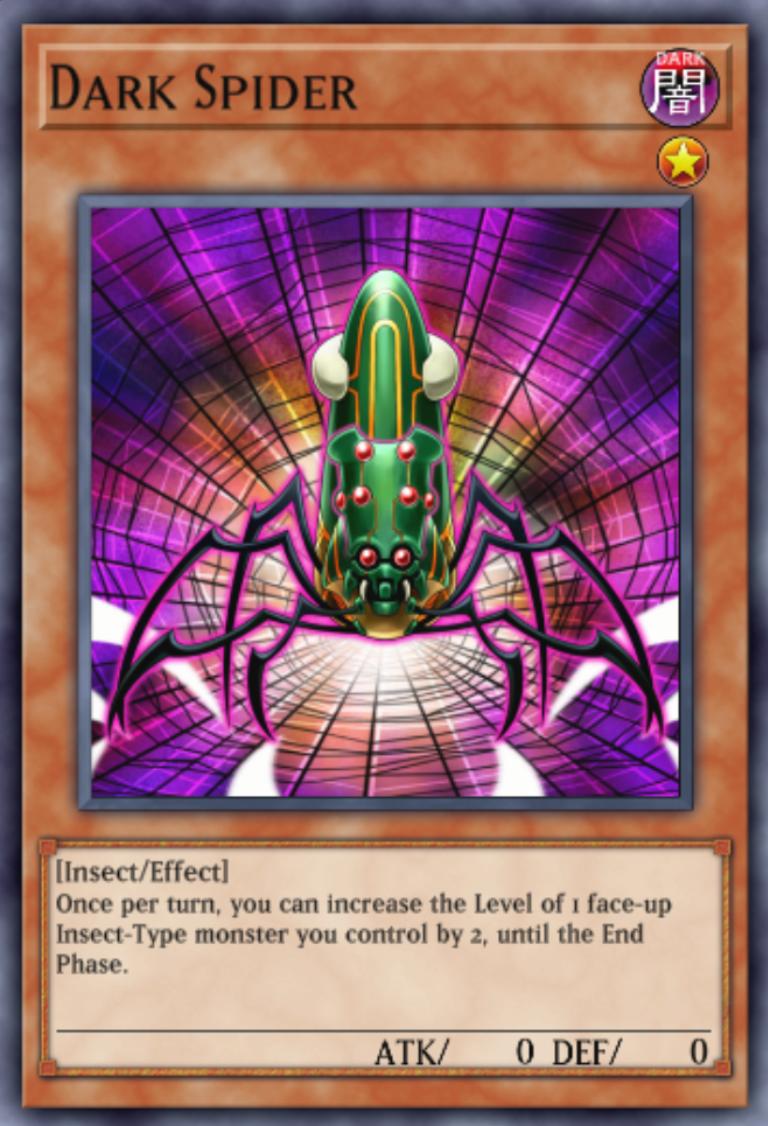 Dark Spider
DARK
闇
[Insect/Effect]
Once per turn, you can increase the Level of 1 face-up
Insect-Type monster you control by 2, until the End
Phase.
ATK/ 0 DEF/ 0